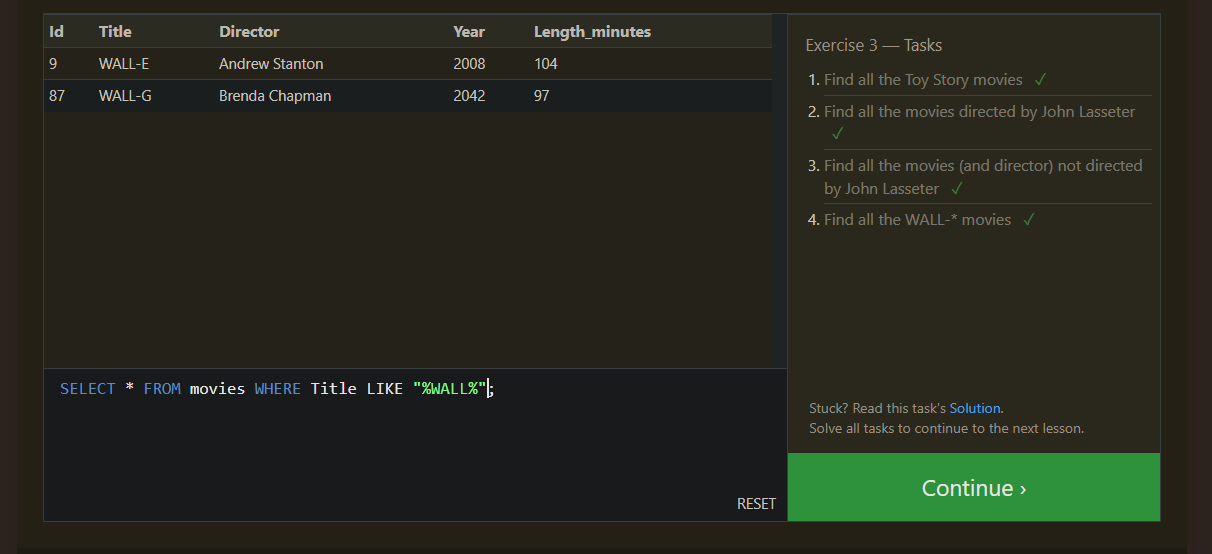 Id Title Director Year Length_minutes
9 WALL-E Andrew Stanton 2008 104
87 WALL-G Brenda Chapman 2042 97
SELECT * FROM movies WHERE Title LIKE "%WALL%";
RESET
Exercise 3 — Tasks
1. Find all the Toy Story movies ✓
2. Find all the movies directed by John Lasseter
✓
3. Find all the movies (and director) not directed
by John Lasseter ✓
4. Find all the WALL-* movies ✓
Stuck? Read this task's Solution.
Solve all tasks to continue to the next lesson.
Continue ›